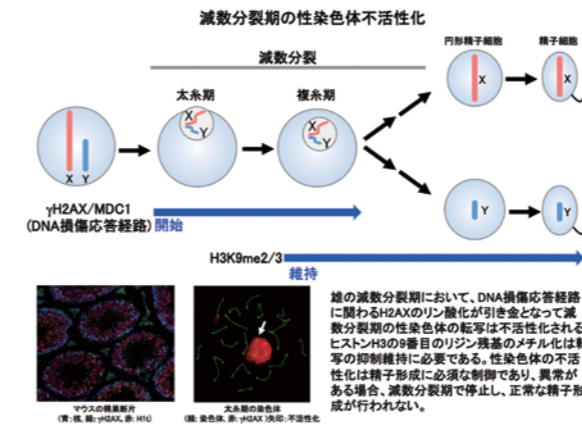 減数分裂期の性染色体不活性化
減数分裂
円形精子細胞
精子細胞
太糸期
複糸期
X
Y
X
Y
X
Y
X
X
Y
Y
γH2AX/MDC1
(DNA損傷応答経路)
開始
H3K9me2/3
維持
マウスの精巣断片
(青: 核, 緑: γH2AX, 赤: H1t)
太糸期の染色体
(緑: 染色体, 赤: γH2AX )矢印: 不活性化
雄の減数分裂期において、DNA損傷応答経路
に関わるH2AXのリン酸化が引き金となって減
数分裂期の性染色体の転写は不活性化される
ヒストンH3の9番目のリジン残基のメチル化は転
写の抑制維持に必要である。性染色体の不活
性化は精子形成に必須な制御であり、異常が
ある場合、減数分裂期で停止し、正常な精子形
成が行われない。